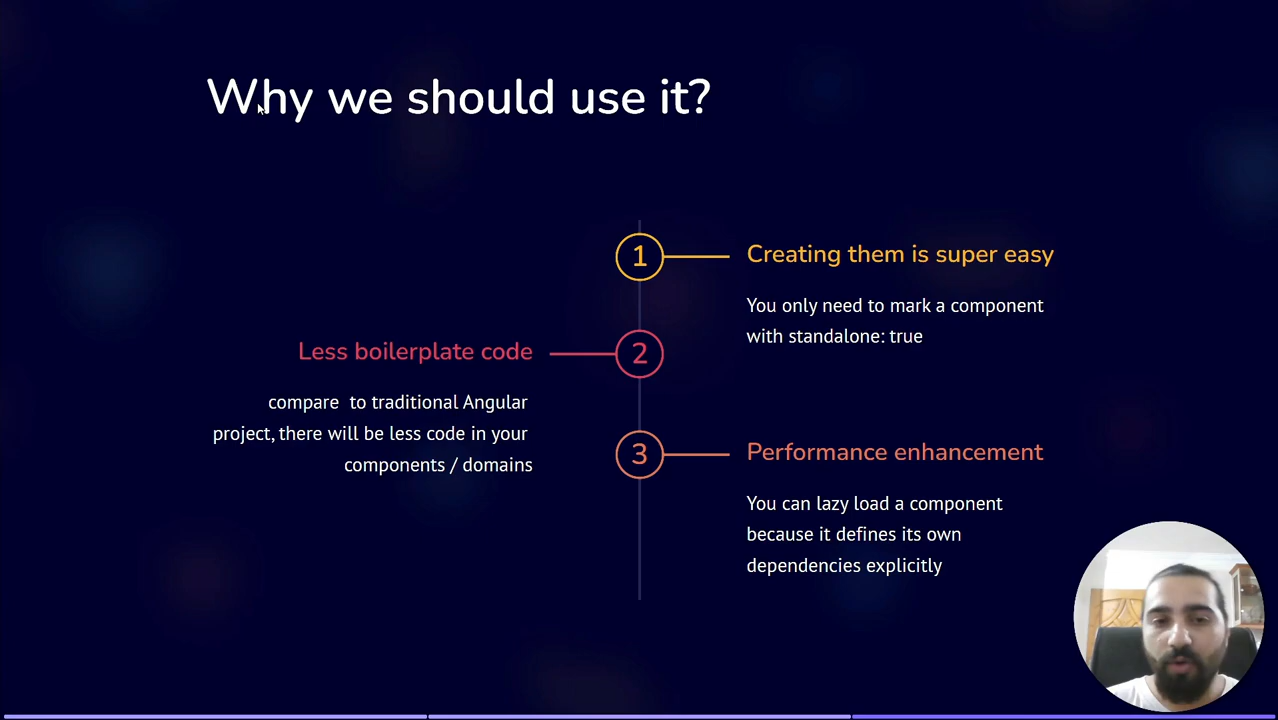 Why we should use it?
1
Creating them is super easy
You only need to mark a component
with standalone: true
2
Less boilerplate code
compare  to traditional Angular
project, there will be less code in your
components / domains
3
Performance enhancement
You can lazy load a component
because it defines its own
dependencies explicitly